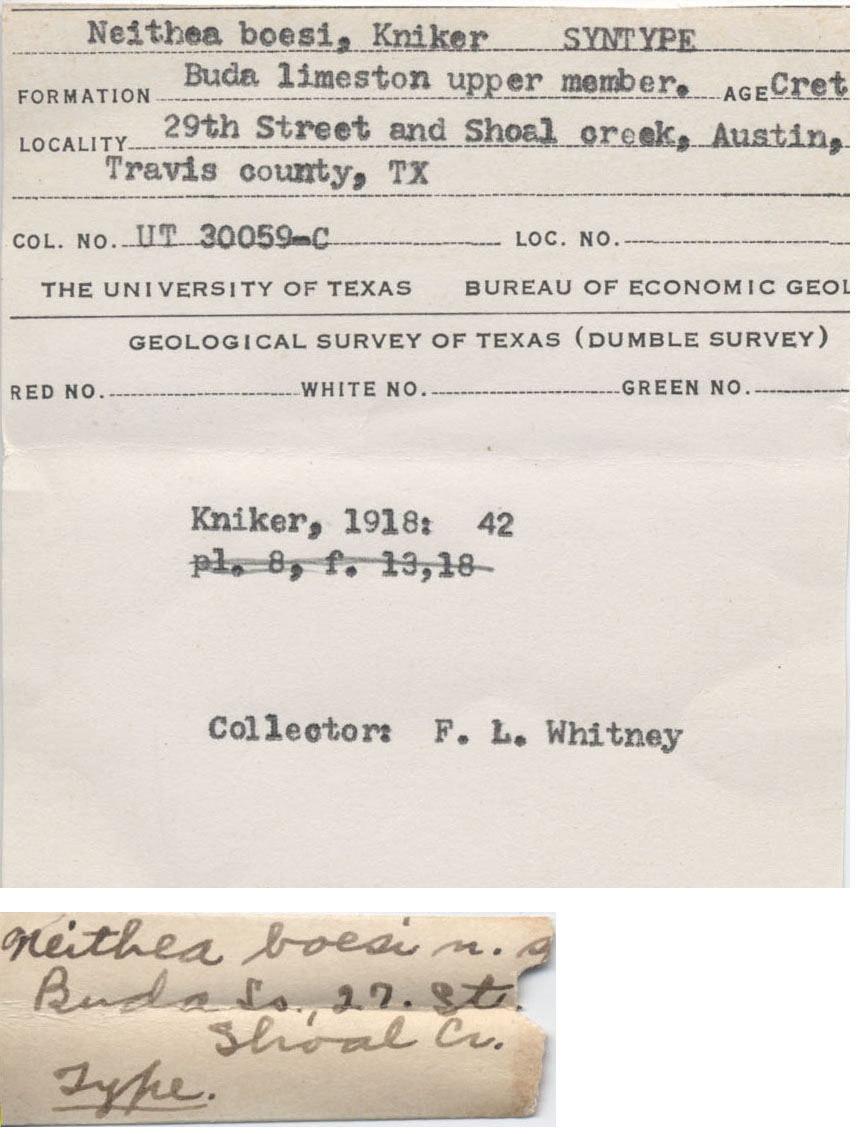 Neithea boesi, Kniker SYNTYPE
FORMATION Buda limeston upper member. AGE Cret
LOCALITY 29th Street and Shoal creek, Austin,
Travis county, TX
COL. NO. UT 30059-C LOC. NO.
THE UNIVERSITY OF TEXAS BUREAU OF ECONOMIC GEOL
GEOLOGICAL SURVEY OF TEXAS (DUMBLE SURVEY)
RED NO. WHITE NO. GREEN NO.
Kniker, 1918: 42
pl. 8, f. 13,18
Collector: F. L. Whitney
Neithea boesi n. s
Buda Ls., 27. St.
Shoal Cr.
Type.